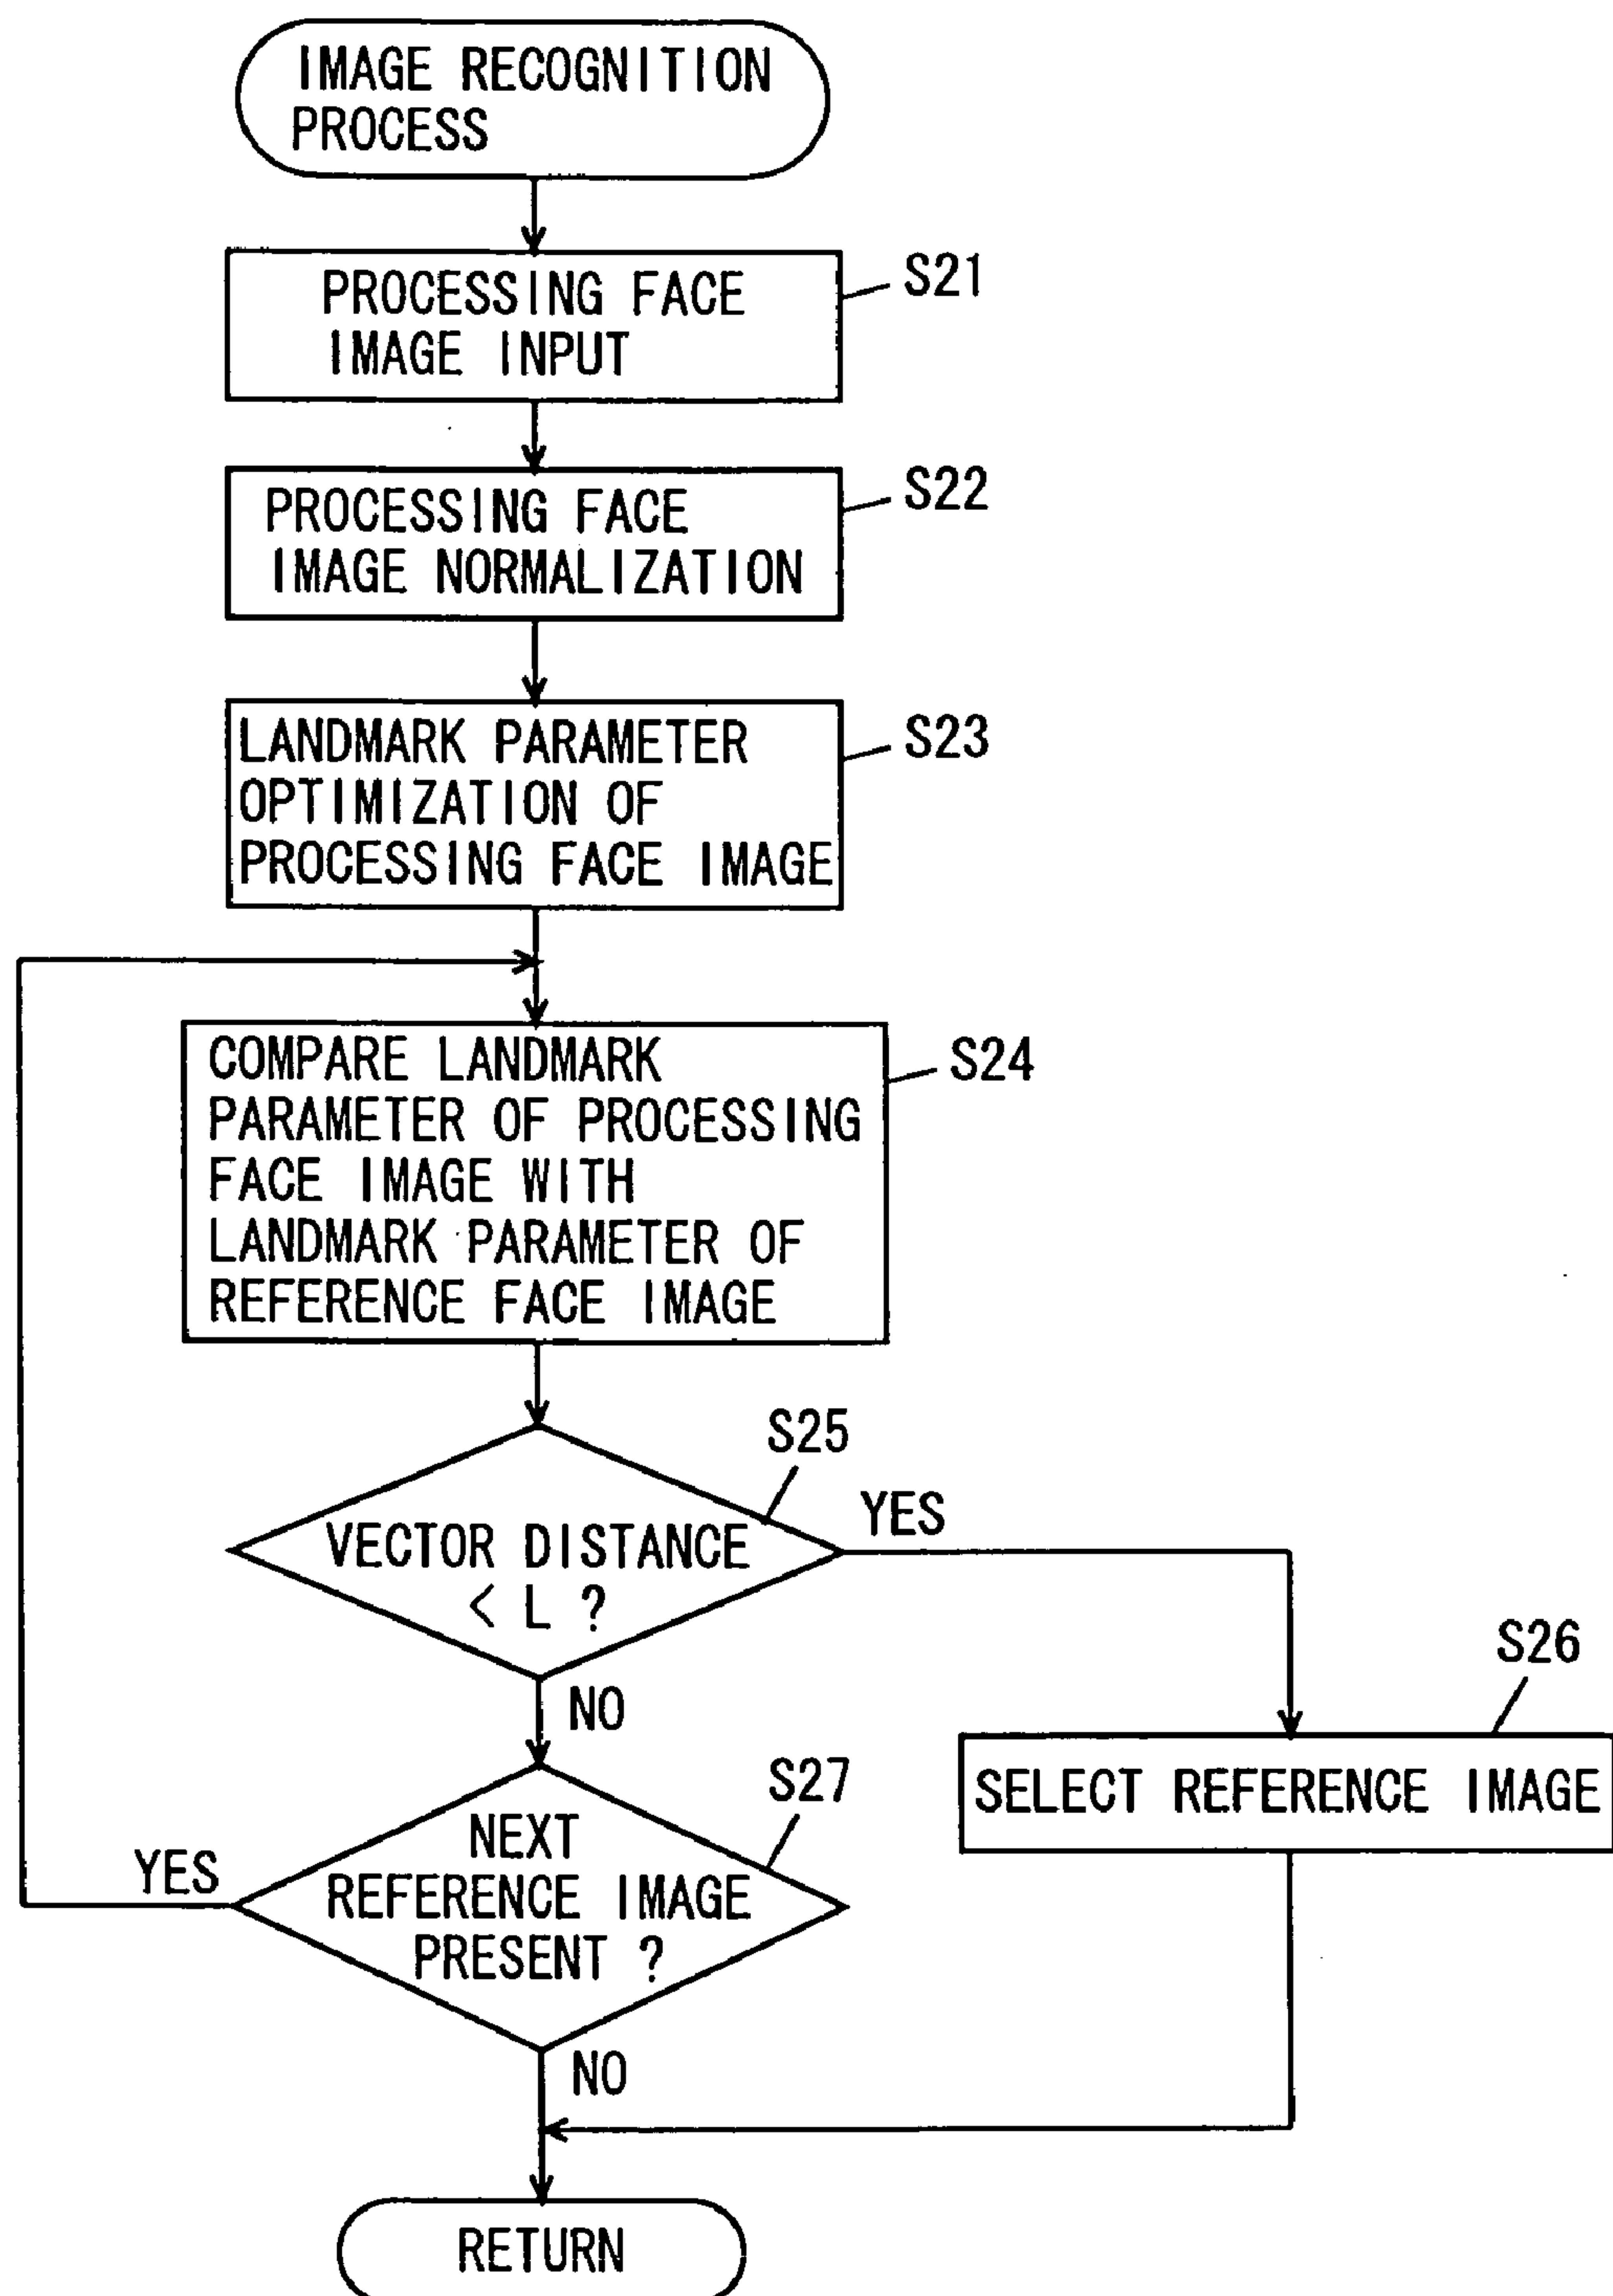 IMAGE RECOGNITION
PROCESS
PROCESSING FACE
IMAGE INPUT
S21
PROCESSING FACE
IMAGE NORMALIZATION
S22
LANDMARK PARAMETER
OPTIMIZATION OF
PROCESSING FACE IMAGE
S23
COMPARE LANDMARK
PARAMETER OF PROCESSING
FACE IMAGE WITH
LANDMARK PARAMETER OF
REFERENCE FACE IMAGE
S24
S25
VECTOR DISTANCE
< L ?
YES
NO
S26
SELECT REFERENCE IMAGE
S27
NEXT
REFERENCE IMAGE
PRESENT ?
YES
NO
RETURN